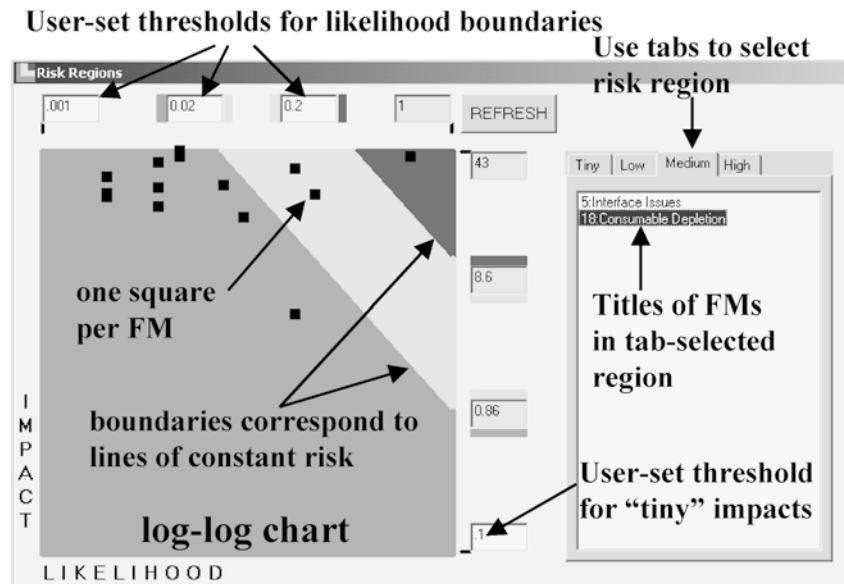 User-set thresholds for likelihood boundaries
Use tabs to select
risk region
Risk Regions
.001
0.02
0.2
1
REFRESH
43
8.6
0.86
.1
Tiny
Low
Medium
High
5:Interface Issues
18:Consumable Depletion
one square
per FM
Titles of FMs
in tab-selected
region
boundaries correspond to
lines of constant risk
User-set threshold
for “tiny” impacts
log-log chart
IMPACT
LIKELIHOOD